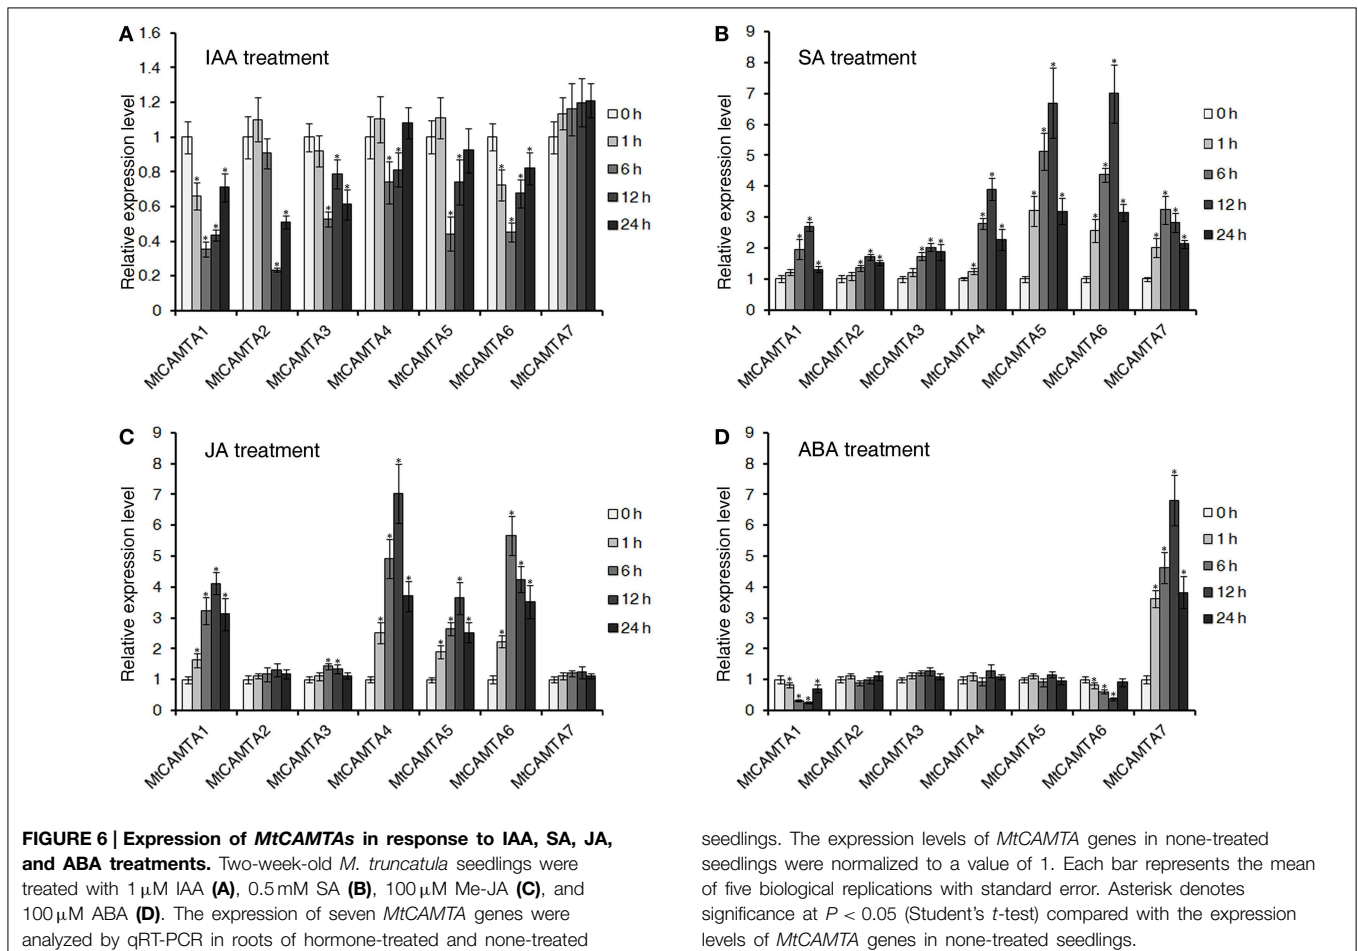 A
IAA treatment
Relative expression level
1.6
1.4
1.2
1
0.8
0.6
0.4
0.2
0
* * * * * * * * * * * * * * * * * *
0 h
1 h
6 h
12 h
24 h
MtCAMTA1
MtCAMTA2
MtCAMTA3
MtCAMTA4
MtCAMTA5
MtCAMTA6
MtCAMTA7
B
SA treatment
Relative expression level
9
8
7
6
5
4
3
2
1
0
0 h
1 h
6 h
12 h
24 h
MtCAMTA1
MtCAMTA2
MtCAMTA3
MtCAMTA4
MtCAMTA5
MtCAMTA6
MtCAMTA7
C
JA treatment
Relative expression level
9
8
7
6
5
4
3
2
1
0
0 h
1 h
6 h
12 h
24 h
MtCAMTA1
MtCAMTA2
MtCAMTA3
MtCAMTA4
MtCAMTA5
MtCAMTA6
MtCAMTA7
D
ABA treatment
Relative expression level
9
8
7
6
5
4
3
2
1
0
0 h
1 h
6 h
12 h
24 h
MtCAMTA1
MtCAMTA2
MtCAMTA3
MtCAMTA4
MtCAMTA5
MtCAMTA6
MtCAMTA7
FIGURE 6 | Expression of MtCAMTAs in response to IAA, SA, JA,
and ABA treatments. Two-week-old M. truncatula seedlings were
treated with 1 μM IAA (A), 0.5 mM SA (B), 100 μM Me-JA (C), and
100 μM ABA (D). The expression of seven MtCAMTA genes were
analyzed by qRT-PCR in roots of hormone-treated and none-treated
seedlings. The expression levels of MtCAMTA genes in none-treated
seedlings were normalized to a value of 1. Each bar represents the mean
of five biological replications with standard error. Asterisk denotes
significance at P < 0.05 (Student's t-test) compared with the expression
levels of MtCAMTA genes in none-treated seedlings.